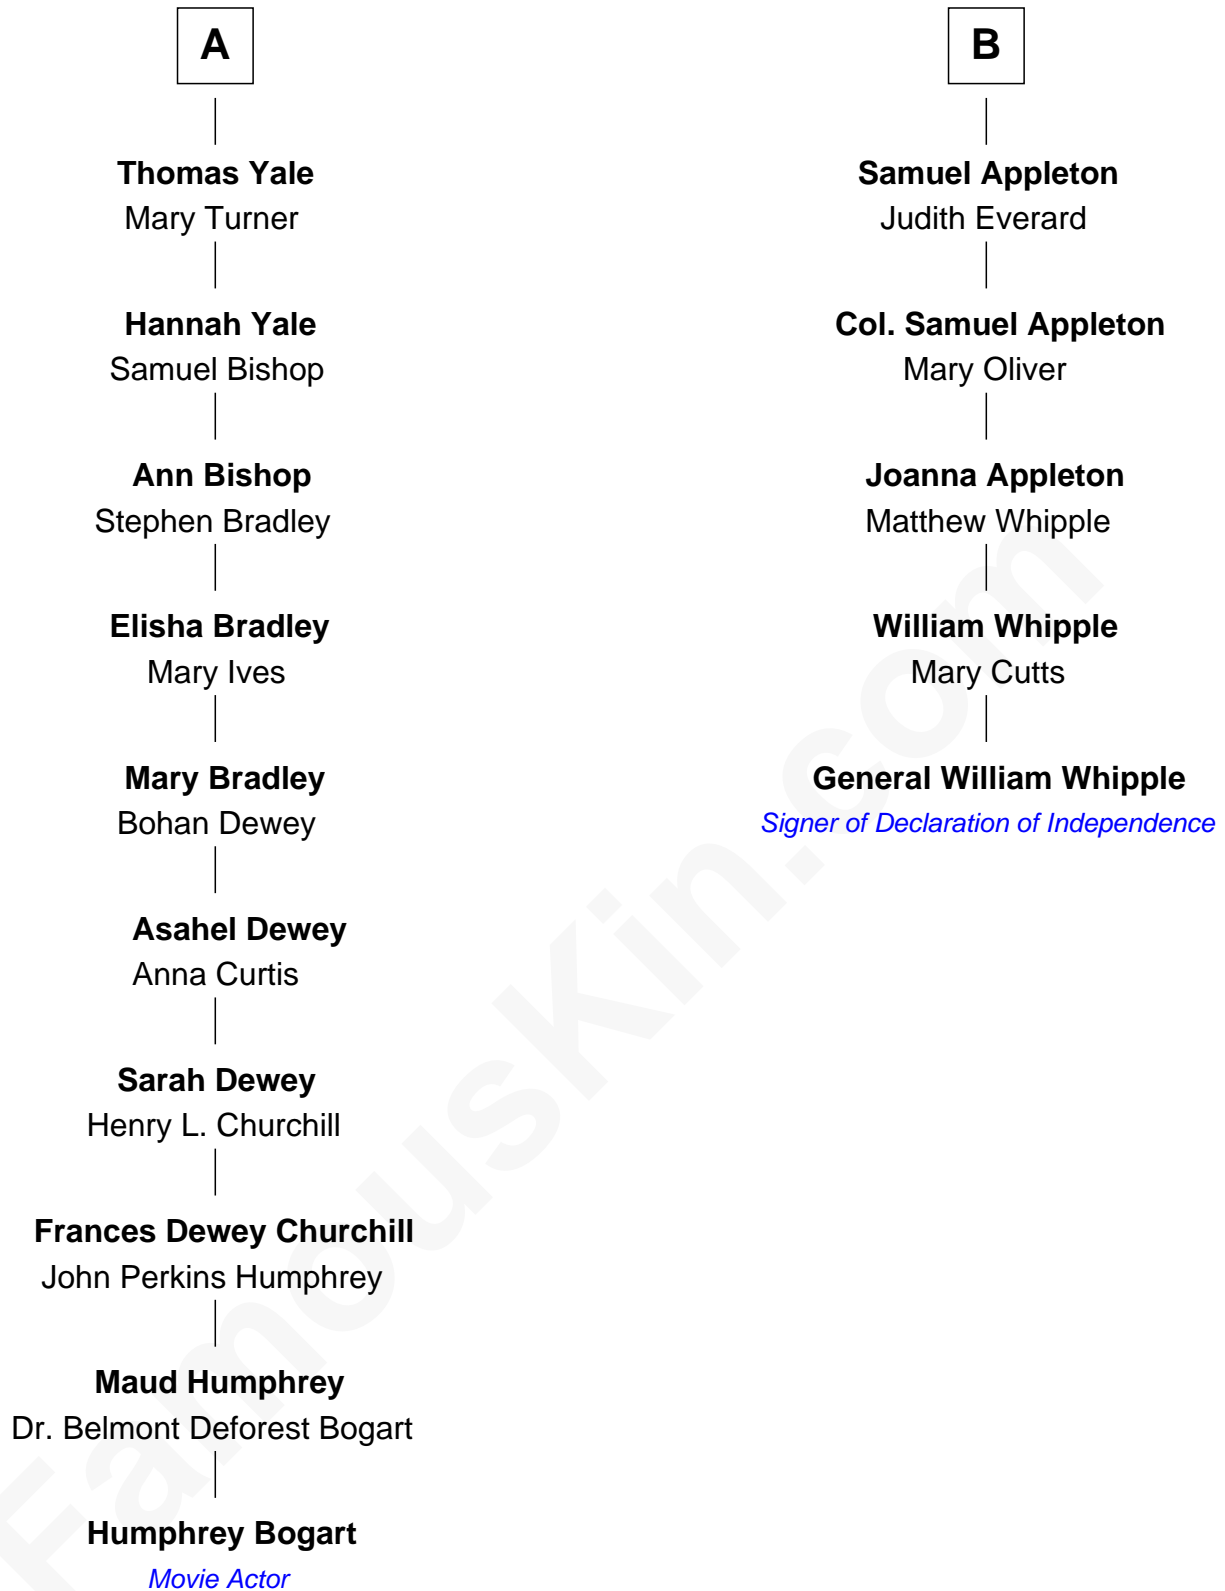 A
Thomas Yale
Mary Turner
Hannah Yale
Samuel Bishop
Ann Bishop
Stephen Bradley
Elisha Bradley
Mary Ives
Mary Bradley
Bohan Dewey
Asahel Dewey
Anna Curtis
Sarah Dewey
Henry L. Churchill
Frances Dewey Churchill
John Perkins Humphrey
Maud Humphrey
Dr. Belmont Deforest Bogart
Humphrey Bogart
Movie Actor
B
Samuel Appleton
Judith Everard
Col. Samuel Appleton
Mary Oliver
Joanna Appleton
Matthew Whipple
William Whipple
Mary Cutts
General William Whipple
Signer of Declaration of Independence
FamousKin.com